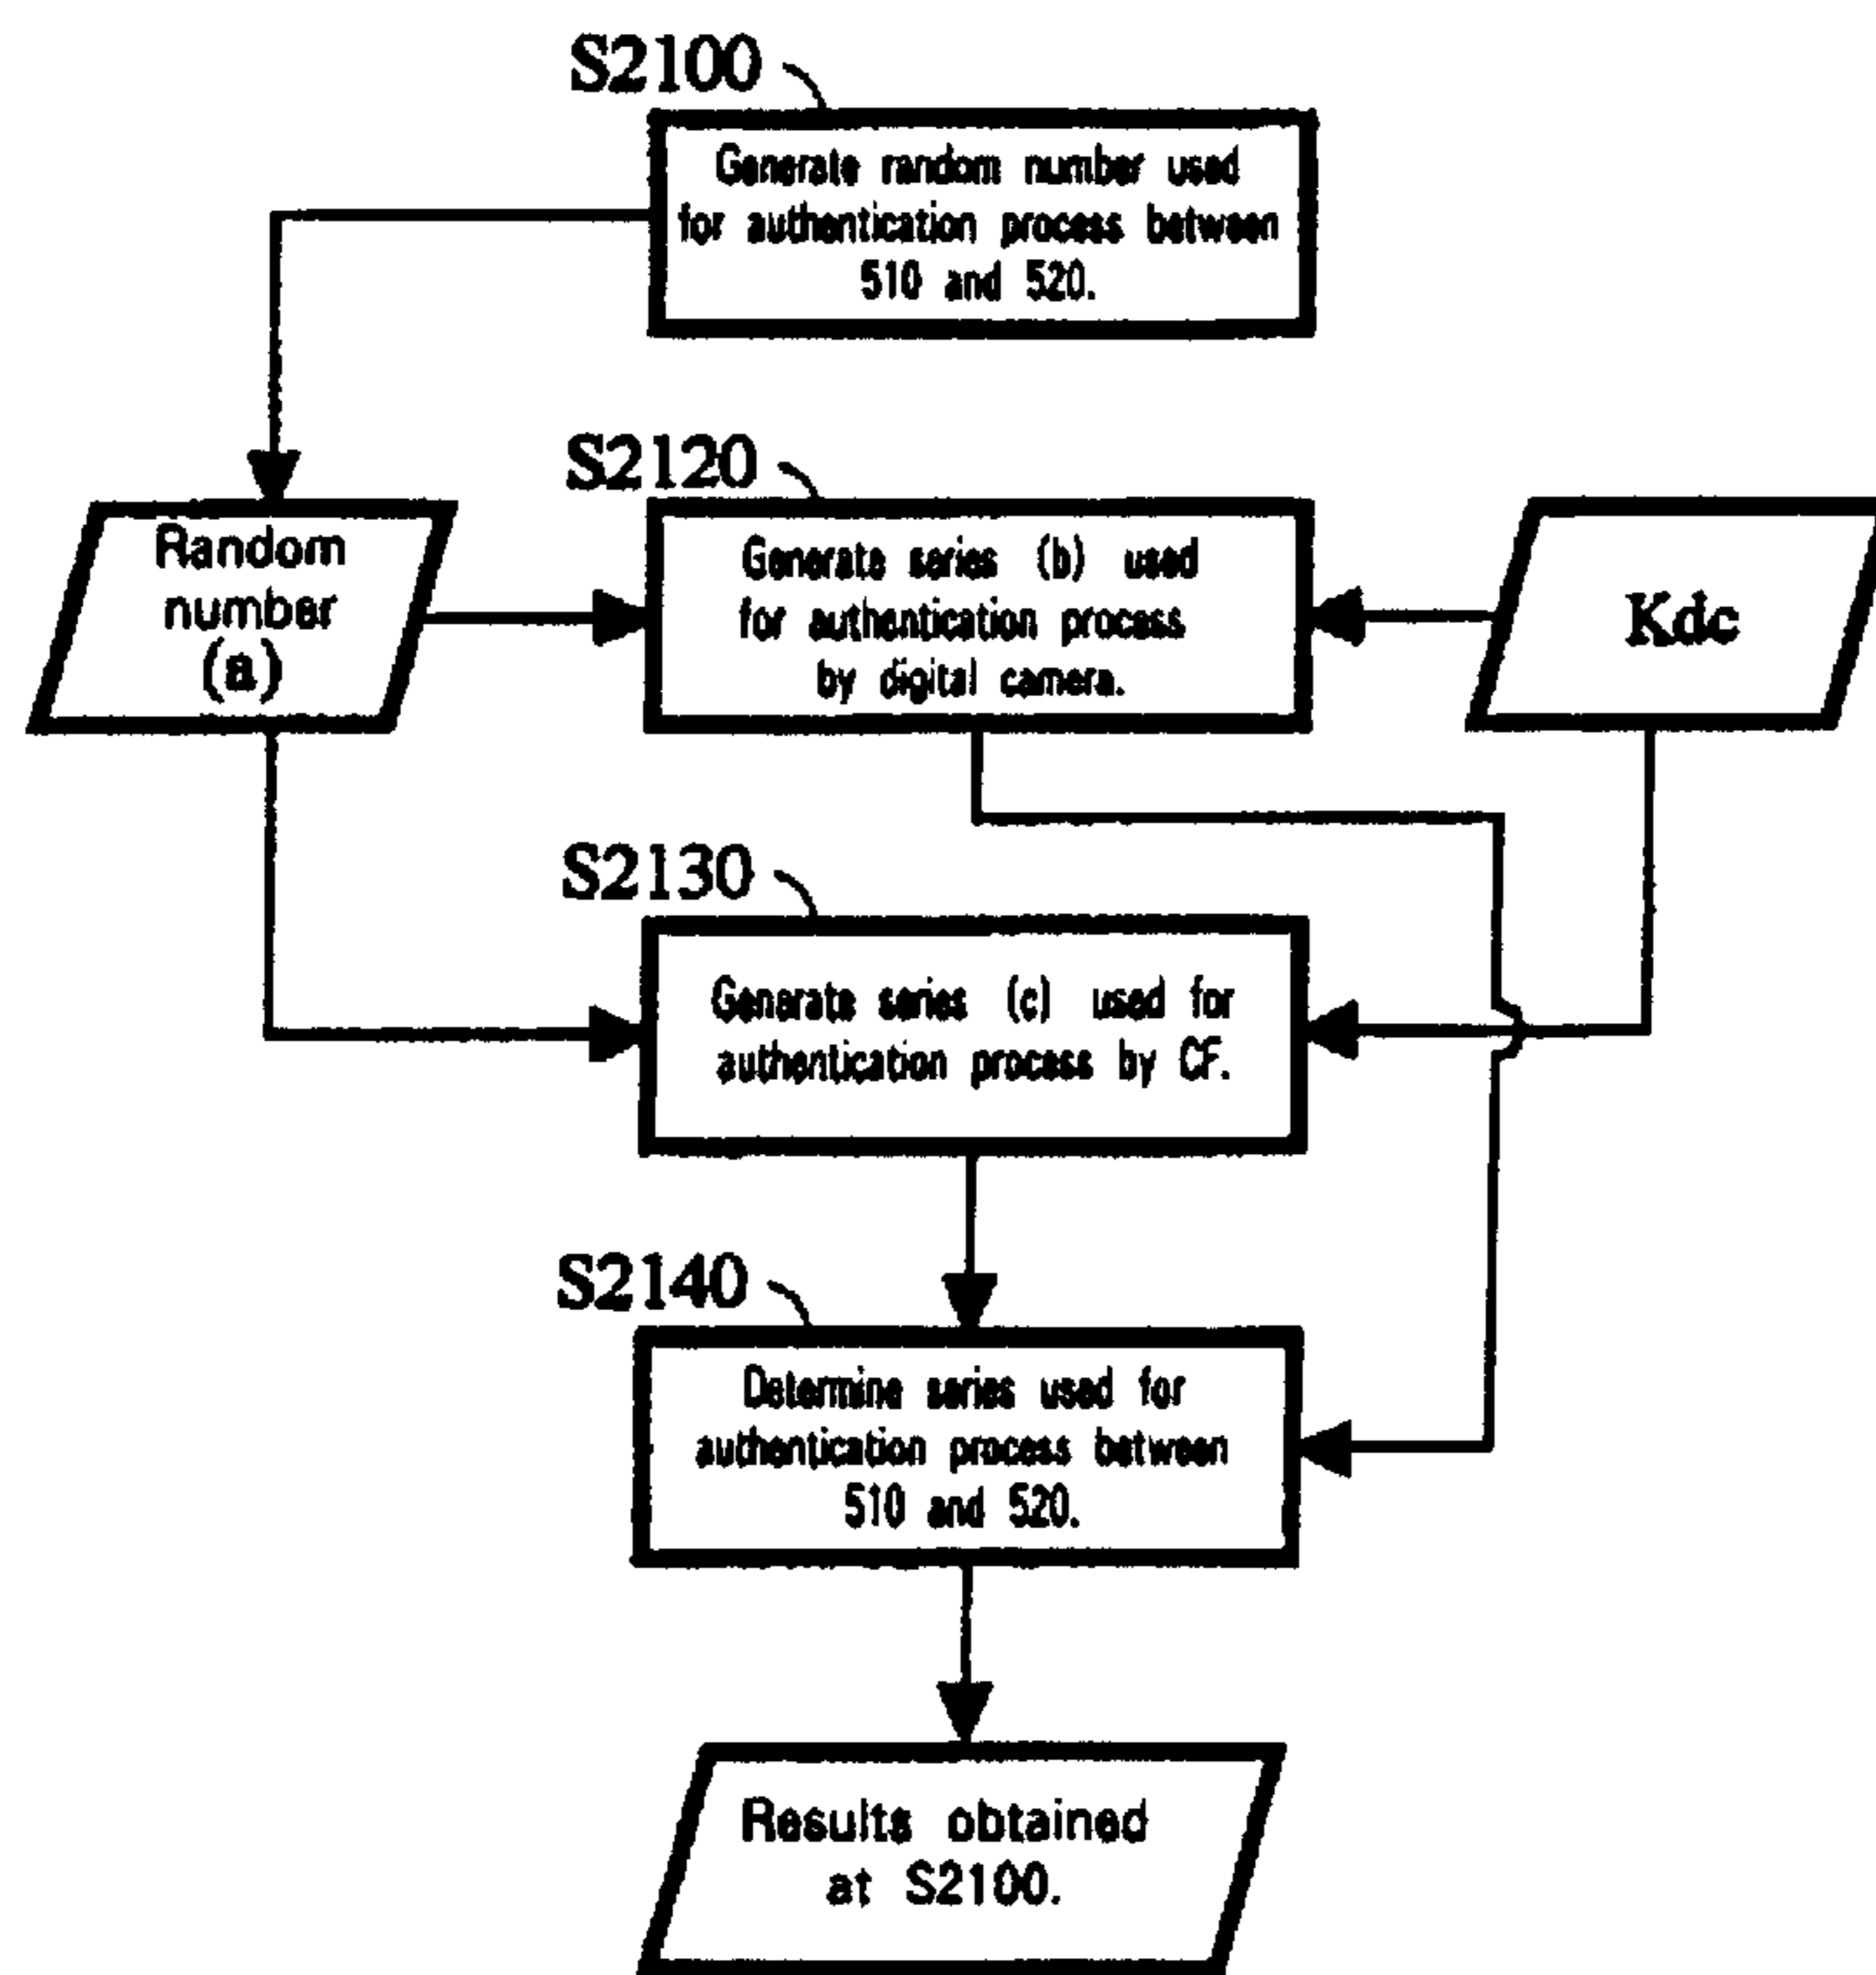 S2100
Generate random number used
for authentication process between
510 and 520.
S2120
Random
number
(a)
Generate series (b) used
for authentication process
by digital camera.
Kdc
S2130
Generate series (c) used for
authentication process by CF.
S2140
Determine series used for
authentication process between
510 and 520.
Results obtained
at S2100.